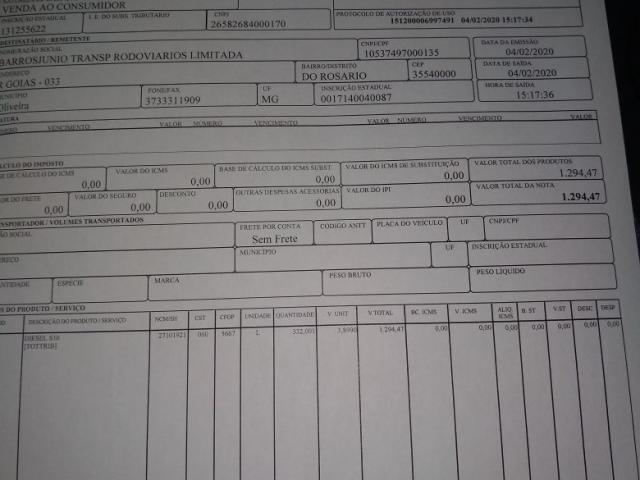 VENDA AO CONSUMIDOR
INSCRIÇÃO ESTADUAL I.E DO SUBS. TRIBUTARIO CNPJ PROTOCOLO DE AUTORIZAÇÃO DE USO
131255622 26582684000170 151200006997491 04/02/2020 15:17:34
DESTINATÁRIO / REMETENTE
RAZÃO SOCIAL CNPJ/CPF DATA DA EMISSÃO
BARROSJUNIO TRANSP RODOVIARIOS LIMITADA 10537497000135 04/02/2020
ENDEREÇO BAIRRO/DISTRITO CEP DATA DE SAÍDA
R GOIAS - 033 DO ROSARIO 35540000 04/02/2020
MUNICÍPIO FONE/FAX UF INSCRIÇÃO ESTADUAL HORA DE SAÍDA
Oliveira 3733311909 MG 0017140040087 15:17:36
FATURA
NÚMERO VENCIMENTO VALOR NÚMERO VENCIMENTO VALOR NÚMERO VENCIMENTO VALOR
CÁLCULO DO IMPOSTO
BASE DE CÁLCULO DO ICMS VALOR DO ICMS BASE DE CÁLCULO DO ICMS SUBST. VALOR DO ICMS DE SUBSTITUIÇÃO VALOR TOTAL DOS PRODUTOS
0,00 0,00 0,00 0,00 1.294,47
VALOR DO FRETE VALOR DO SEGURO DESCONTO OUTRAS DESPESAS ACESSORIAS VALOR DO IPI VALOR TOTAL DA NOTA
0,00 0,00 0,00 0,00 0,00 1.294,47
TRANSPORTADOR / VOLUMES TRANSPORTADOS
RAZÃO SOCIAL FRETE POR CONTA CODIGO ANTT PLACA DO VEICULO UF CNPJ/CPF
Sem Frete
ENDEREÇO MUNICÍPIO UF INSCRIÇÃO ESTADUAL
QUANTIDADE ESPÉCIE MARCA PESO BRUTO PESO LÍQUIDO
DADOS DO PRODUTO / SERVIÇO
DESCRIÇÃO DO PRODUTO / SERVIÇO NCM/SH CST CFOP UNIDADE QUANTIDADE V. UNIT V.TOTAL BC. ICMS V. ICMS ALIQ. ICMS B. ST V.ST DESC DESP
DIESEL S10 27101921 060 5667 L 332,001 3,8990 1.294,47 0,00 0,00 0,00 0,00 0,00 0,00 0,00
[TOTTRIB]